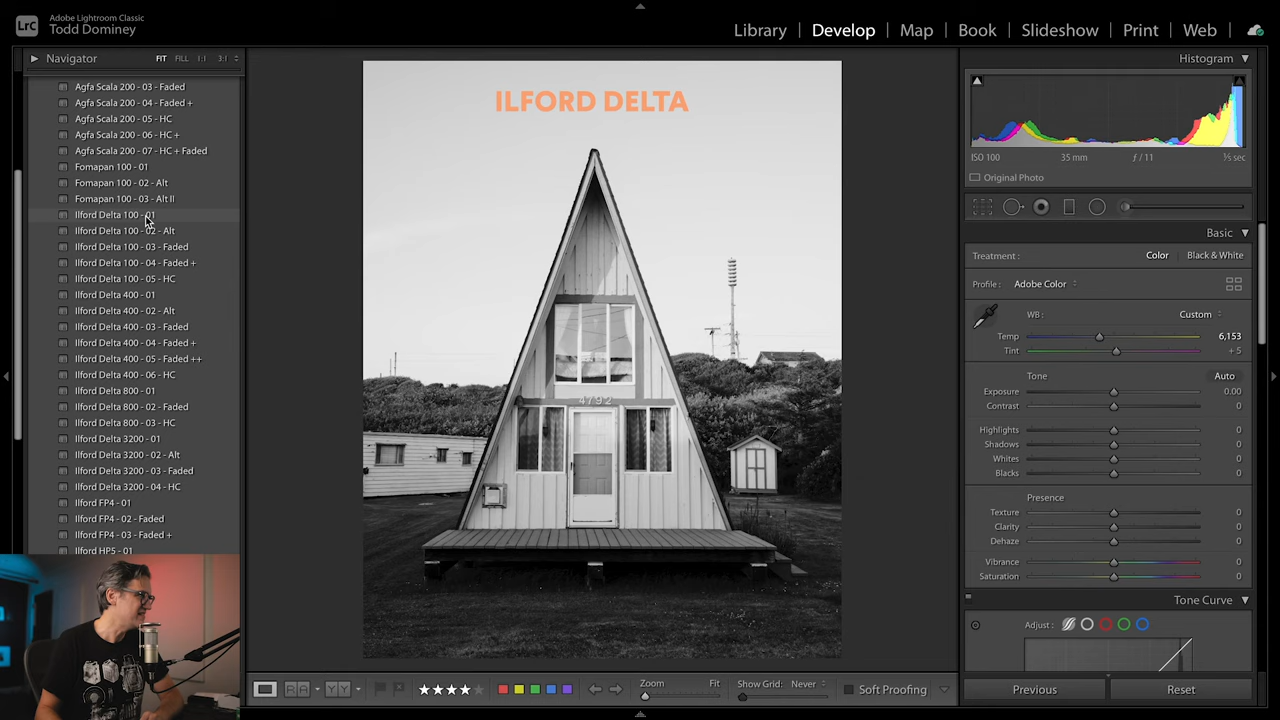 LrC
Adobe Lightroom Classic
Todd Dominey
Library
Develop
Map
Book
Slideshow
Print
Web
Navigator
FIT
FILL
1:1
3:1
Agfa Scala 200 - 03 - Faded
Agfa Scala 200 - 04 - Faded +
Agfa Scala 200 - 05 - HC
Agfa Scala 200 - 06 - HC +
Agfa Scala 200 - 07 - HC + Faded
Fomapan 100 - 01
Fomapan 100 - 02 - Alt
Fomapan 100 - 03 - Alt II
Ilford Delta 100 - 01
Ilford Delta 100 - 02 - Alt
Ilford Delta 100 - 03 - Faded
Ilford Delta 100 - 04 - Faded +
Ilford Delta 100 - 05 - HC
Ilford Delta 400 - 01
Ilford Delta 400 - 02 - Alt
Ilford Delta 400 - 03 - Faded
Ilford Delta 400 - 04 - Faded +
Ilford Delta 400 - 05 - Faded ++
Ilford Delta 400 - 06 - HC
Ilford Delta 800 - 01
Ilford Delta 800 - 02 - Faded
Ilford Delta 800 - 03 - HC
Ilford Delta 3200 - 01
Ilford Delta 3200 - 02 - Alt
Ilford Delta 3200 - 03 - Faded
Ilford Delta 3200 - 04 - HC
Ilford FP4 - 01
Ilford FP4 - 02 - Faded
Ilford FP4 - 03 - Faded +
Ilford HP5 - 01
ILFORD DELTA
4792
Zoom
Fit
Show Grid: Never
Soft Proofing
Histogram
ISO 100
35 mm
ƒ / 11
⅕ sec
Original Photo
Basic
Treatment :
Color
Black & White
Profile : Adobe Color
WB :
Custom
Temp
6,153
Tint
+ 5
Tone
Auto
Exposure
0.00
Contrast
0
Highlights
0
Shadows
0
Whites
0
Blacks
0
Presence
Texture
0
Clarity
0
Dehaze
0
Vibrance
0
Saturation
0
Tone Curve
Adjust :
Previous
Reset